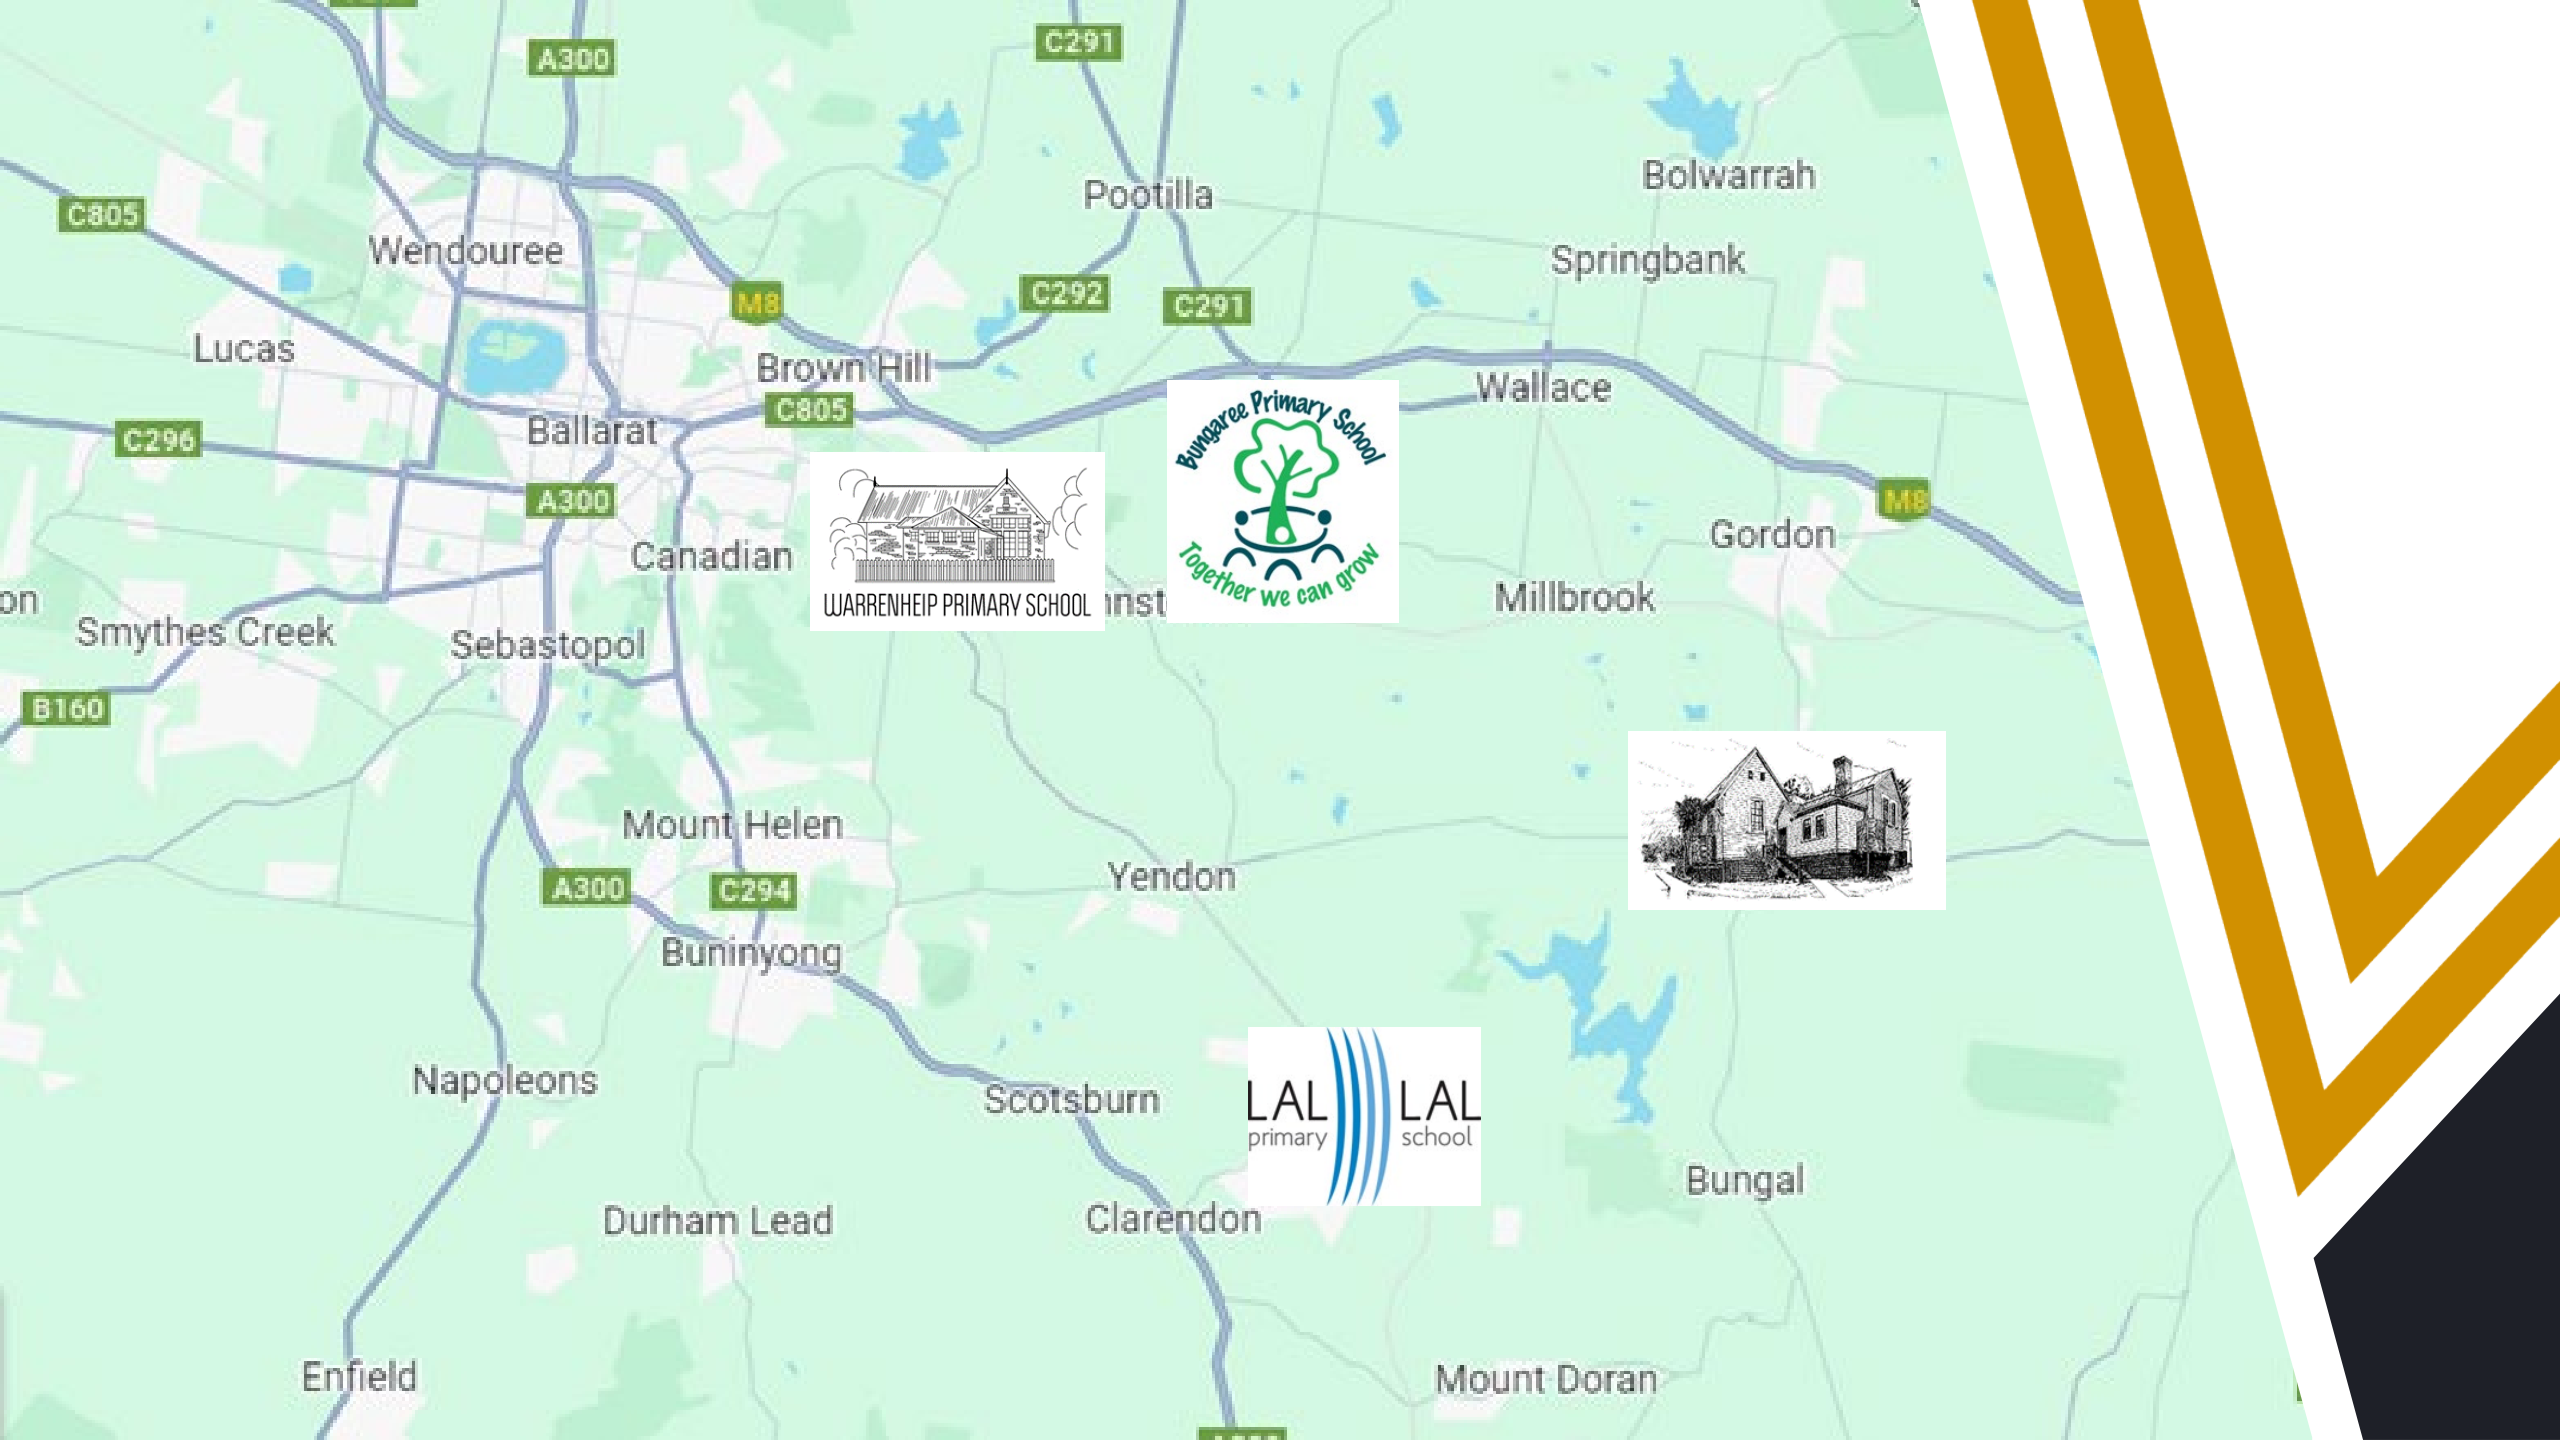 A300
C291
Bolwarrah
Pootilla
C805
Wendouree
Springbank
C292
C291
M8
Lucas
Brown Hill
Wallace
C805
Ballarat
C296
Bungaree Primary School
Together we can grow
A300
M8
Gordon
Canadian
WARRENHEIP PRIMARY SCHOOL
nnst
Millbrook
on
Smythes Creek
Sebastopol
B160
Mount Helen
Yendon
A300
C294
Buninyong
Napoleons
Scotsburn
LAL LAL
primary school
Bungal
Durham Lead
Clarendon
Enfield
Mount Doran